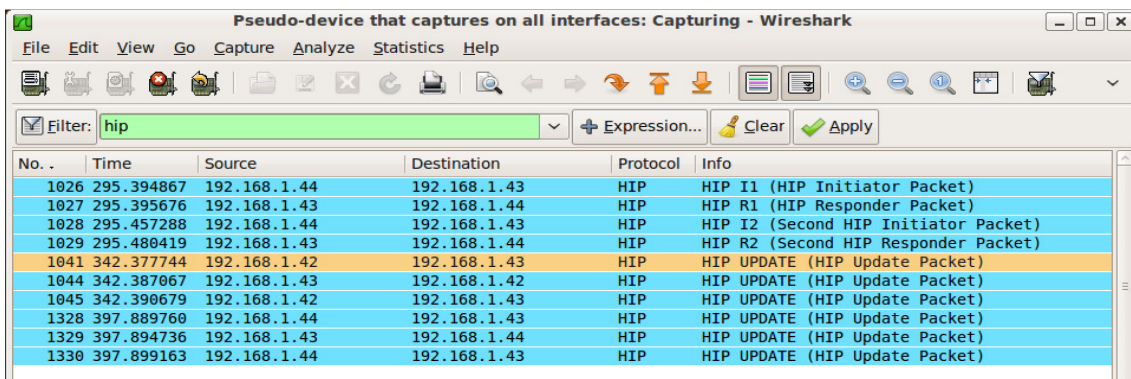 Pseudo-device that captures on all interfaces: Capturing - Wireshark
File Edit View Go Capture Analyze Statistics Help
Filter: hip Expression... Clear Apply
No. . Time Source Destination Protocol Info
1026 295.394867 192.168.1.44 192.168.1.43 HIP HIP I1 (HIP Initiator Packet)
1027 295.395676 192.168.1.43 192.168.1.44 HIP HIP R1 (HIP Responder Packet)
1028 295.457288 192.168.1.44 192.168.1.43 HIP HIP I2 (Second HIP Initiator Packet)
1029 295.480419 192.168.1.43 192.168.1.44 HIP HIP R2 (Second HIP Responder Packet)
1041 342.377744 192.168.1.42 192.168.1.43 HIP HIP UPDATE (HIP Update Packet)
1044 342.387067 192.168.1.43 192.168.1.42 HIP HIP UPDATE (HIP Update Packet)
1045 342.390679 192.168.1.42 192.168.1.43 HIP HIP UPDATE (HIP Update Packet)
1328 397.889760 192.168.1.44 192.168.1.43 HIP HIP UPDATE (HIP Update Packet)
1329 397.894736 192.168.1.43 192.168.1.44 HIP HIP UPDATE (HIP Update Packet)
1330 397.899163 192.168.1.44 192.168.1.43 HIP HIP UPDATE (HIP Update Packet)